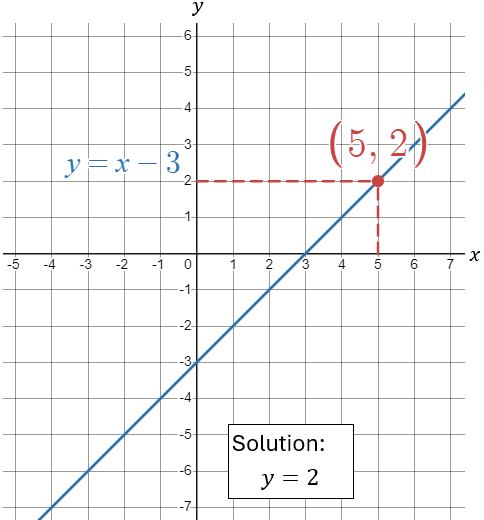 y
6
5
4
(5, 2)
3
y = x − 3
2
1
-5 -4 -3 -2 -1 0 1 2 3 4 5 6 7 x
-1
-2
-3
-4
-5
Solution:
-6
y = 2
-7